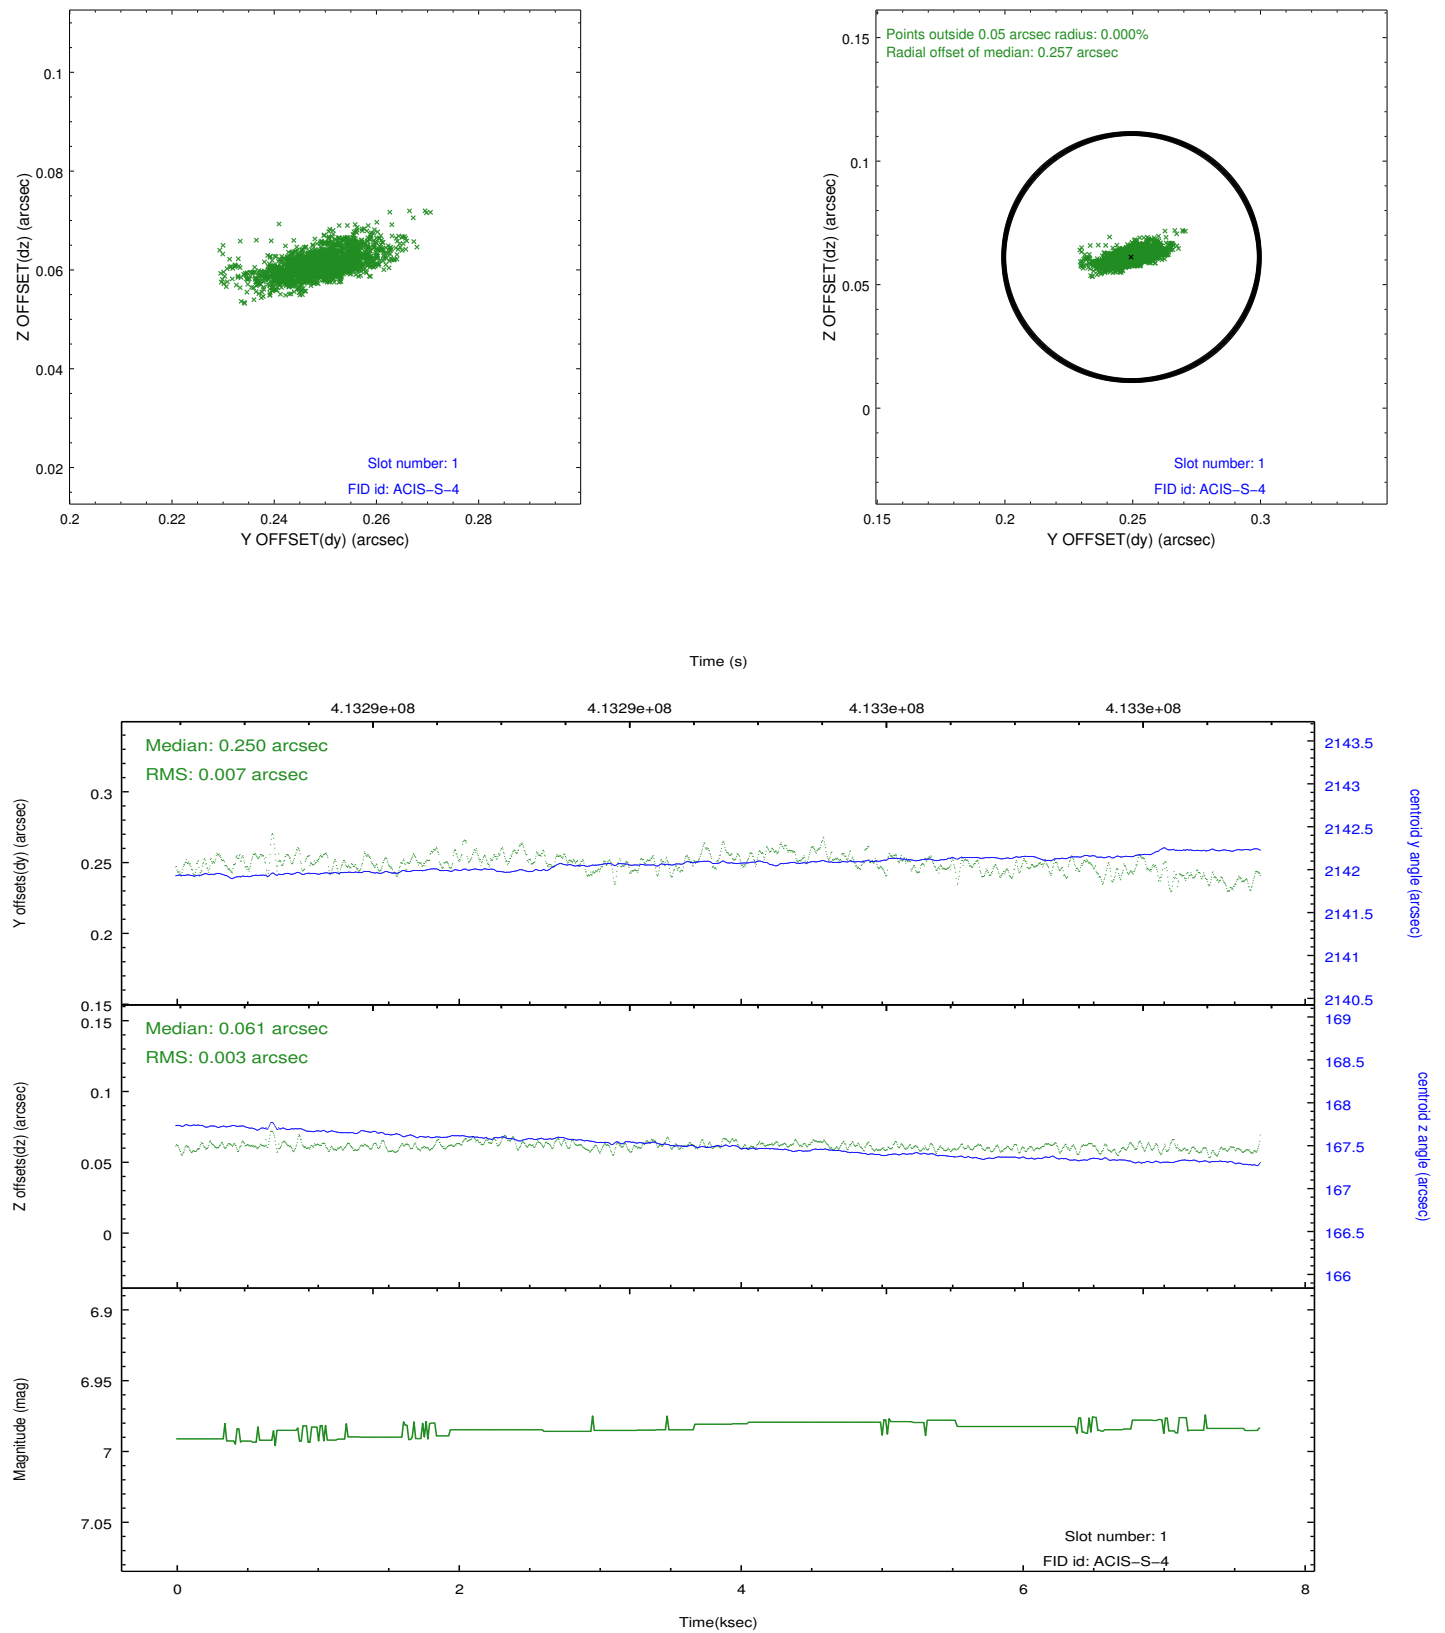 0.1
0.08
0.06
0.04
0.02
Z OFFSET(dz) (arcsec)
Slot number: 1
FID id: ACIS−S−4
0.2 0.22 0.24 0.26 0.28
Y OFFSET(dy) (arcsec)
Points outside 0.05 arcsec radius: 0.000%
Radial offset of median: 0.257 arcsec
0.15
0.1
0.05
0
Z OFFSET(dz) (arcsec)
Slot number: 1
FID id: ACIS−S−4
0.15 0.2 0.25 0.3
Y OFFSET(dy) (arcsec)
Time (s)
4.1329e+08 4.1329e+08 4.133e+08 4.133e+08
Median: 0.250 arcsec
RMS: 0.007 arcsec
0.3
0.25
0.2
0.15
Y offsets(dy) (arcsec)
2143.5
2143
2142.5
2142
2141.5
2141
2140.5
centroid y angle (arcsec)
Median: 0.061 arcsec
RMS: 0.003 arcsec
0.15
0.1
0.05
0
Z offsets(dz) (arcsec)
169
168.5
168
167.5
167
166.5
166
centroid z angle (arcsec)
6.9
6.95
7
7.05
Magnitude (mag)
Slot number: 1
FID id: ACIS−S−4
0 2 4 6 8
Time(ksec)